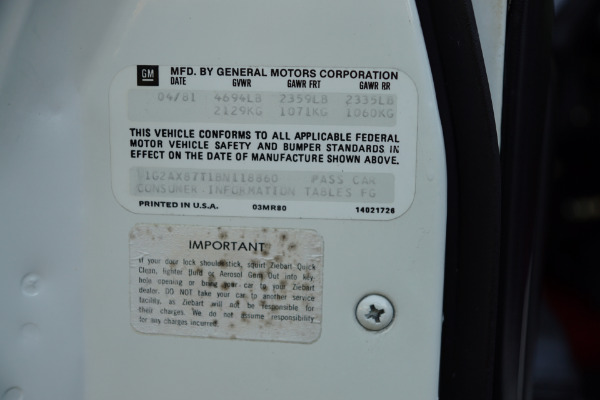 GM MFD. BY GENERAL MOTORS CORPORATION
DATE GVWR GAWR FRT GAWR RR
04/81 4694LB 2359LB 2335LB
2129KG 1071KG 1060KG
THIS VEHICLE CONFORMS TO ALL APPLICABLE FEDERAL
MOTOR VEHICLE SAFETY AND BUMPER STANDARDS IN
EFFECT ON THE DATE OF MANUFACTURE SHOWN ABOVE.
1G2AX87T1BN118860 PASS CAR
CONSUMER INFORMATION TABLES FG
PRINTED IN U.S.A. 03MR80 14021726
IMPORTANT
If your door lock should stick, squirt Ziebart Quick
Clean, lighter fluid or Aerosol Gum Out into key
hole opening or bring your car to your Ziebart
dealer. DO NOT take your car to another service
facility, as Ziebart will not be responsible for
their charges. We do not assume responsibility
for any charges incurred.